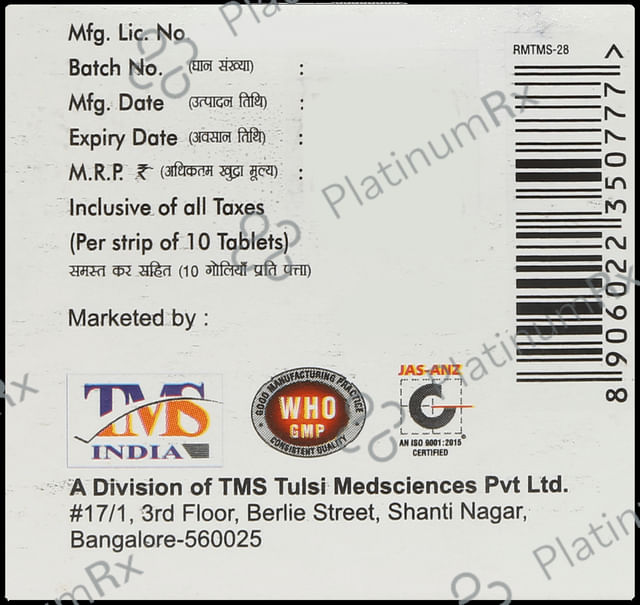 Mfg. Lic. No.
Batch No. (घान संख्या) :
Mfg. Date (उत्पादन तिथि) :
Expiry Date (अवसान तिथि) :
M.R.P. ₹ (अधिकतम खुद्रा मूल्य) :
Inclusive of all Taxes
(Per strip of 10 Tablets)
समस्त कर सहित (10 गोलियाँ प्रति पत्ता)
Marketed by :
RMTMS-28
8 906022 350777 >
TMS
INDIA
GOOD MANUFACTURING PRACTICE
WHO
GMP
CONSISTENT QUALITY
JAS-ANZ
AN ISO 9001:2015
CERTIFIED
A Division of TMS Tulsi Medsciences Pvt Ltd.
#17/1, 3rd Floor, Berlie Street, Shanti Nagar,
Bangalore-560025
PlatinumRx
PlatinumRx
PlatinumRx